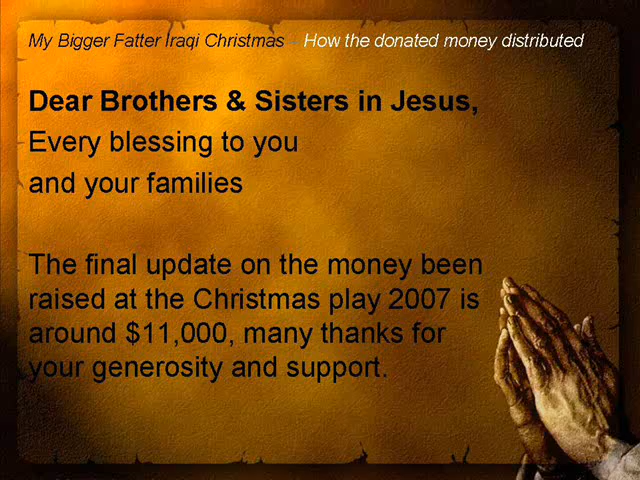 My Bigger Fatter Iraqi Christmas – How the donated money distributed
Dear Brothers & Sisters in Jesus,
Every blessing to you
and your families
The final update on the money been
raised at the Christmas play 2007 is
around $11,000, many thanks for
your generosity and support.